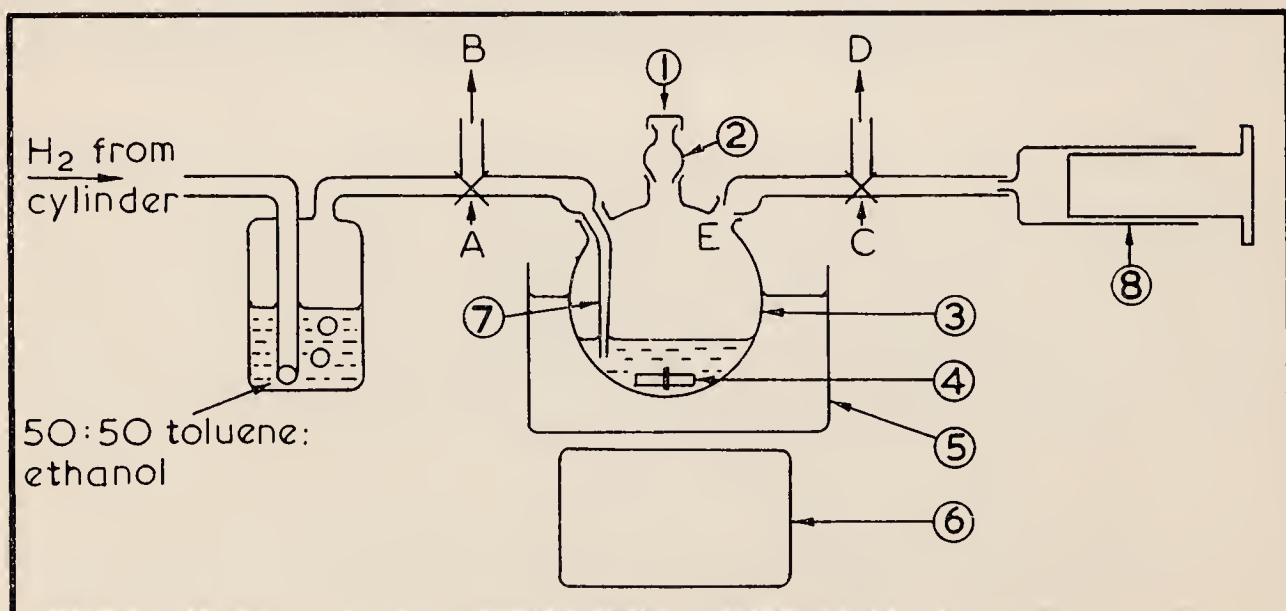 B
1
D
2
H₂ from
cylinder
A
E
C
8
7
3
4
50:50 toluene:
ethanol
5
6